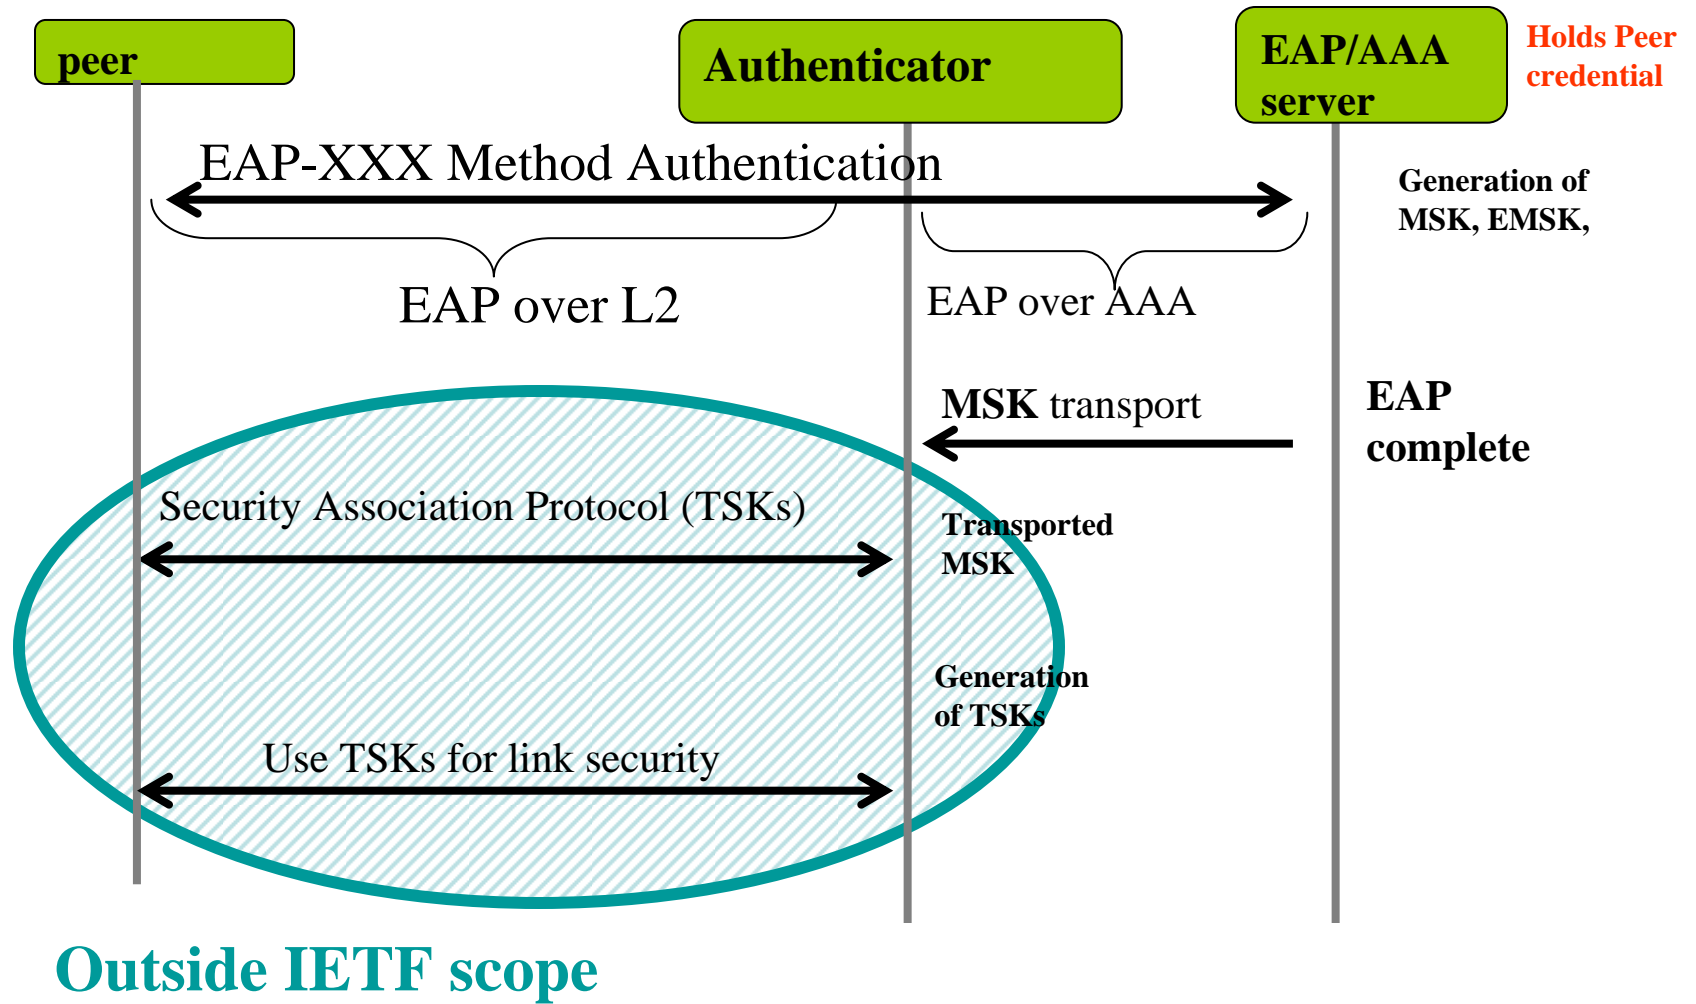 peer
Authenticator
EAP/AAA
server
Holds Peer
credential
EAP-XXX Method Authentication
Generation of
MSK, EMSK,
EAP over L2
EAP over AAA
MSK transport
EAP
complete
Security Association Protocol (TSKs)
Transported
MSK
Generation
of TSKs
Use TSKs for link security
Outside IETF scope